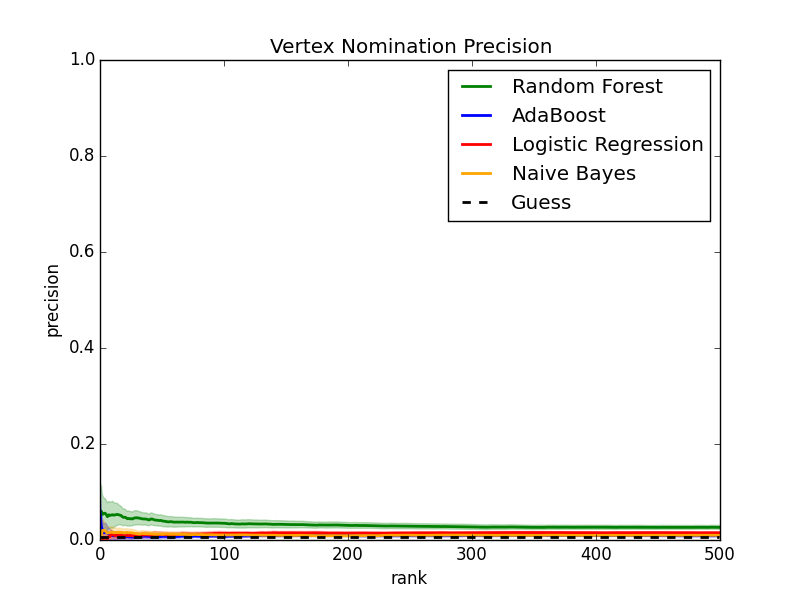 Vertex Nomination Precision
1.0
0.8
0.6
0.4
0.2
0.0
precision
Random Forest
AdaBoost
Logistic Regression
Naive Bayes
Guess
0 100 200 300 400 500
rank